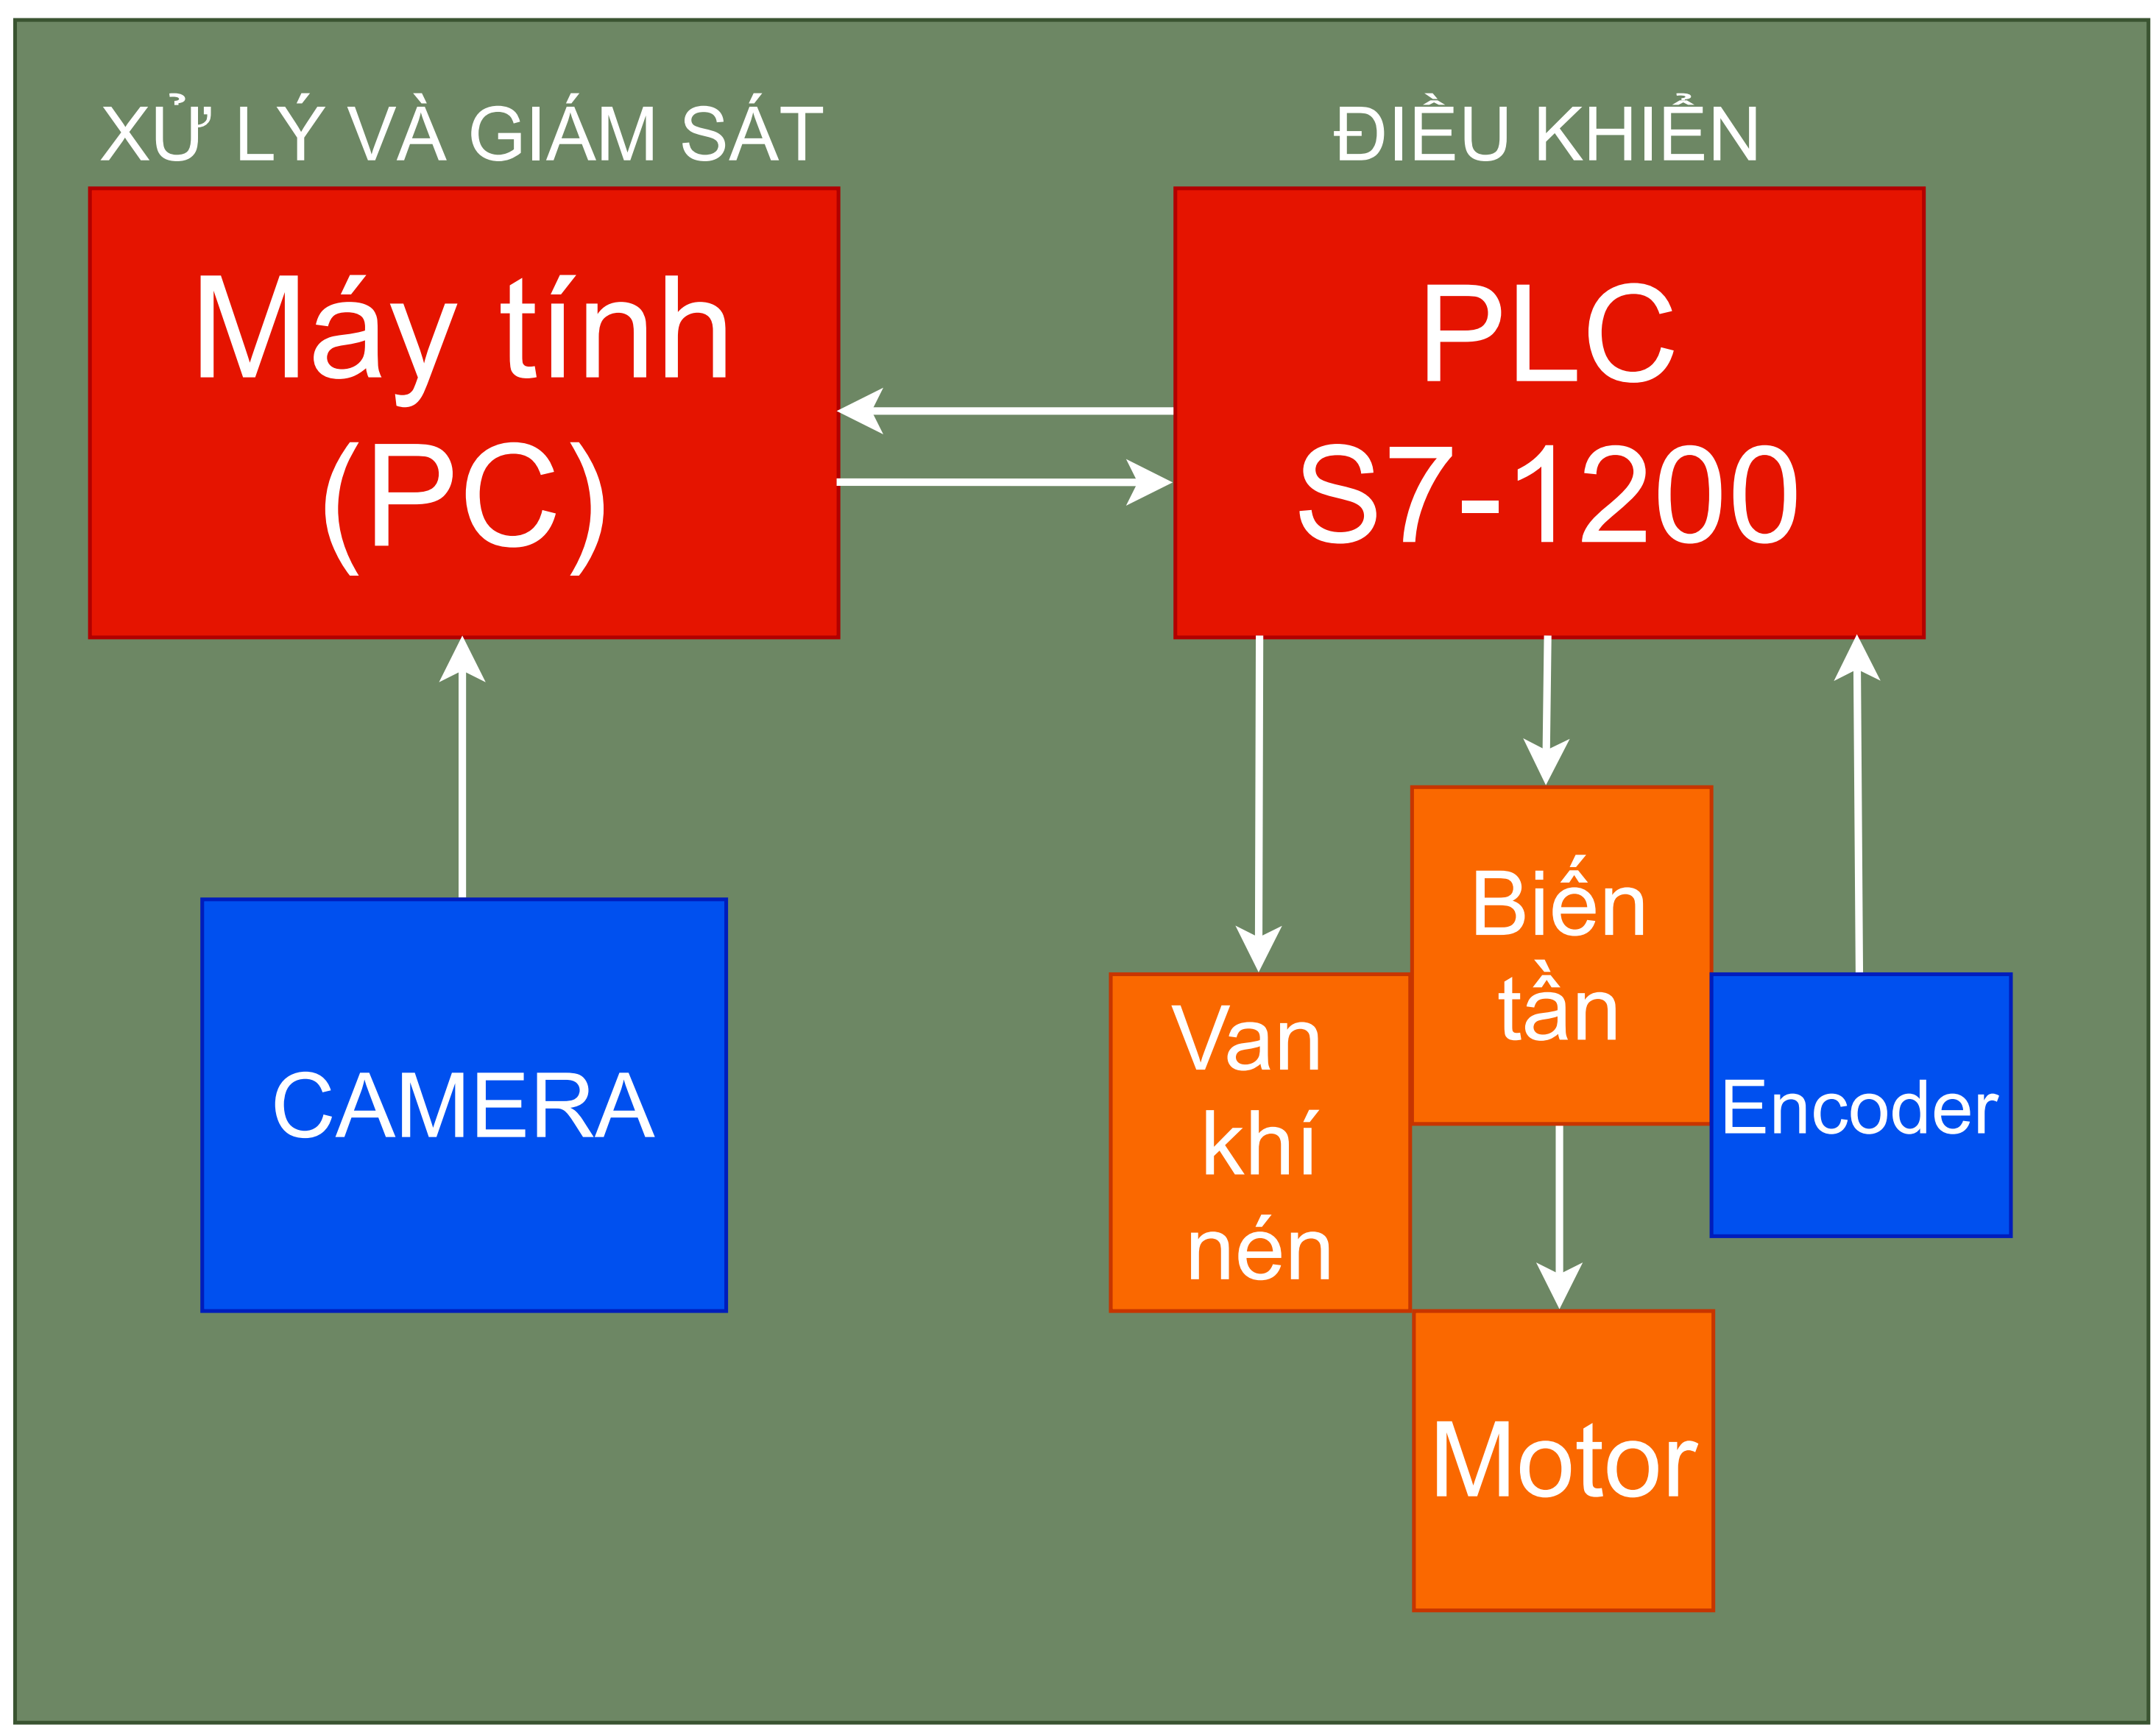 XỬ LÝ VÀ GIÁM SÁT
ĐIỀU KHIỂN
Máy tính
(PC)
PLC
S7-1200
CAMERA
Van
khí
nén
Biến
tần
Encoder
Motor